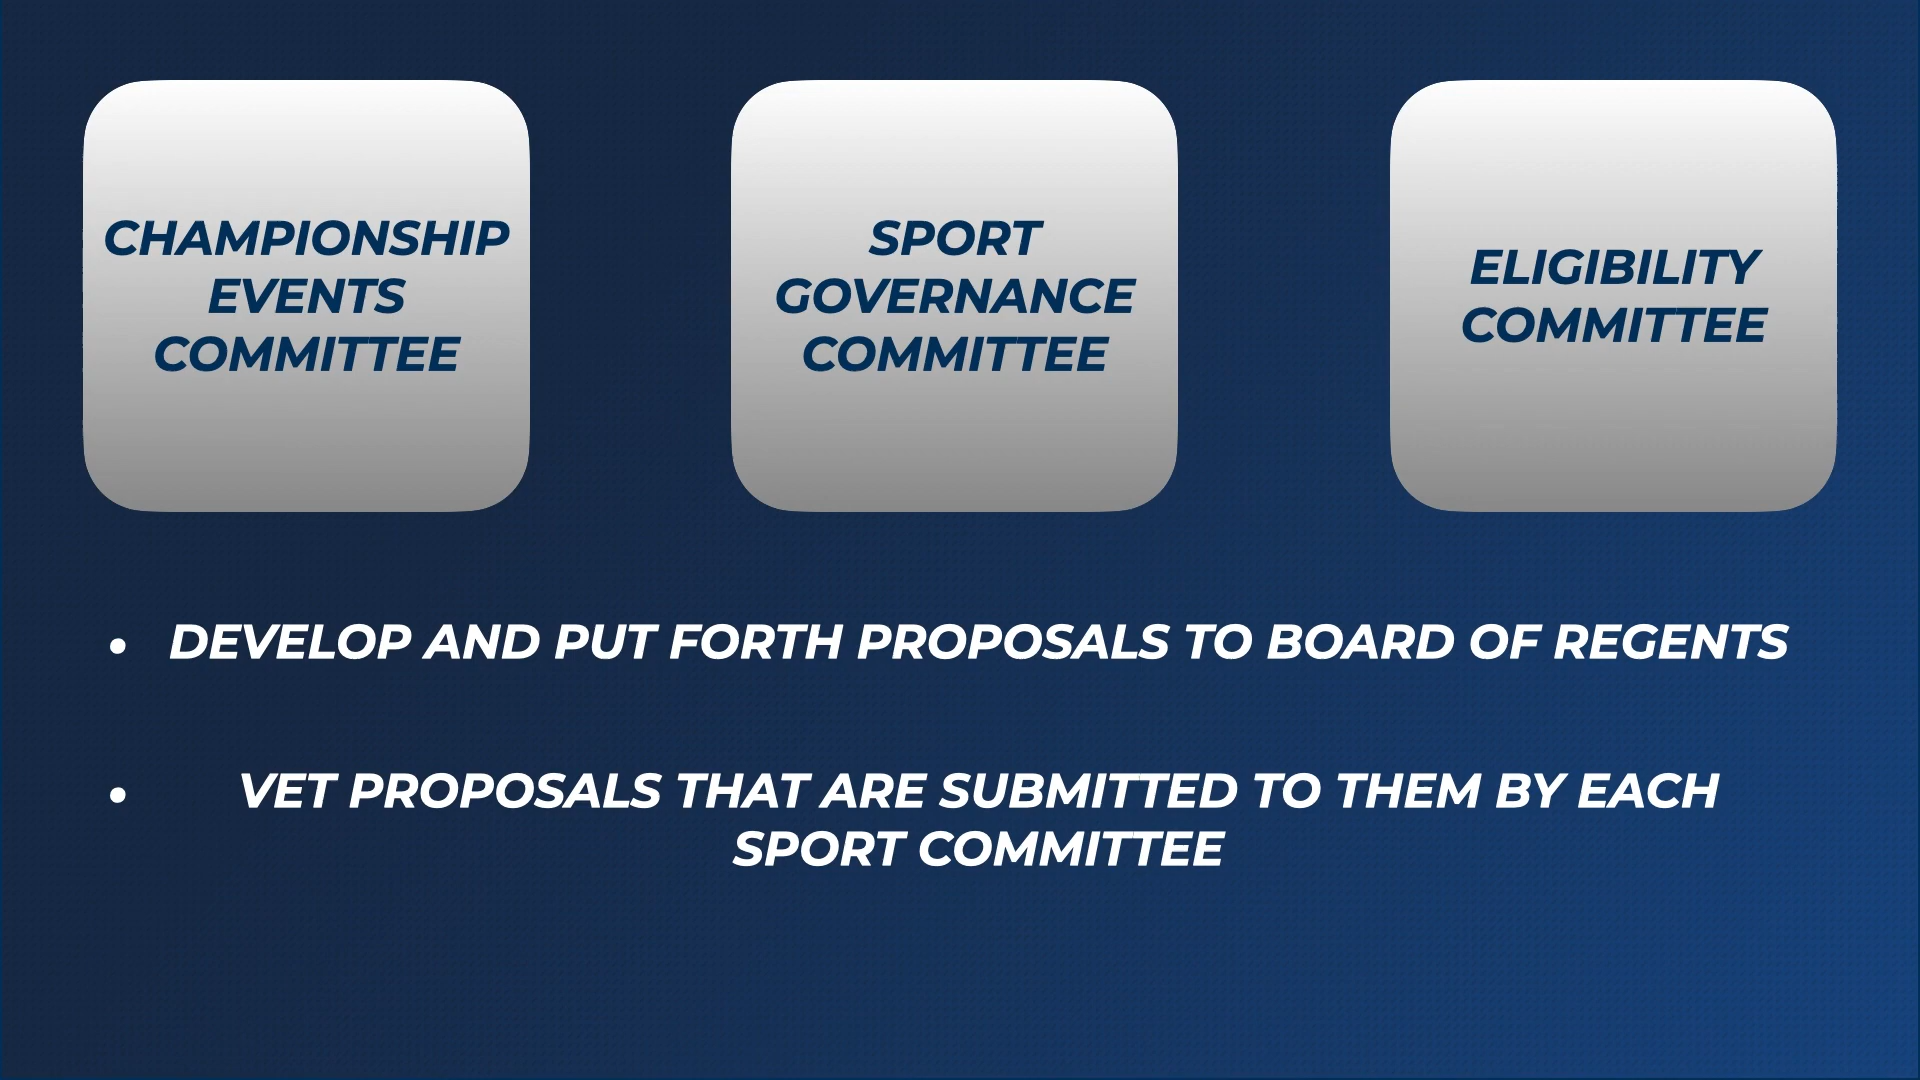 CHAMPIONSHIP
EVENTS
COMMITTEE
SPORT
GOVERNANCE
COMMITTEE
ELIGIBILITY
COMMITTEE
• DEVELOP AND PUT FORTH PROPOSALS TO BOARD OF REGENTS
• VET PROPOSALS THAT ARE SUBMITTED TO THEM BY EACH
SPORT COMMITTEE